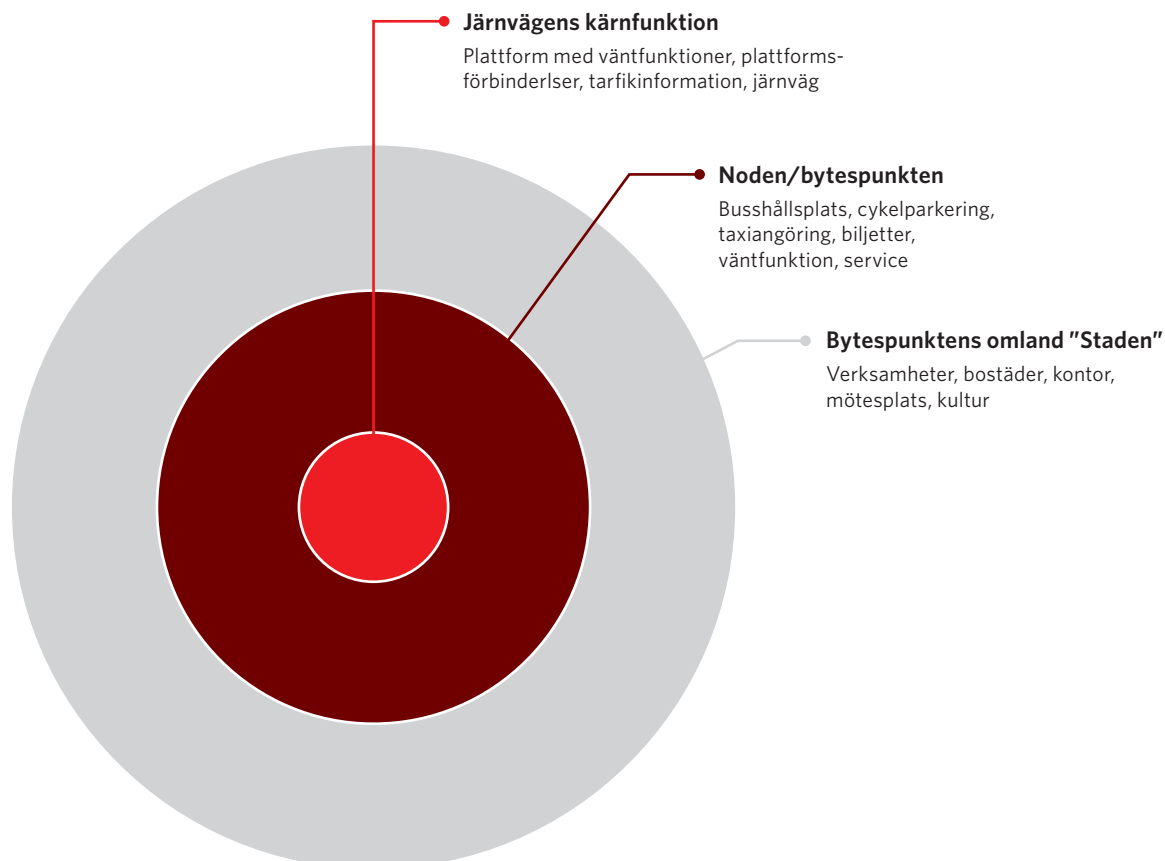 Järnvägens kärnfunktion
Plattform med väntfunktioner, plattforms-
förbinderlser, tarfikinformation, järnväg
Noden/bytespunkten
Busshållsplats, cykelparkering,
taxiangöring, biljetter,
väntfunktion, service
Bytespunktens omland "Staden"
Verksamheter, bostäder, kontor,
mötesplats, kultur